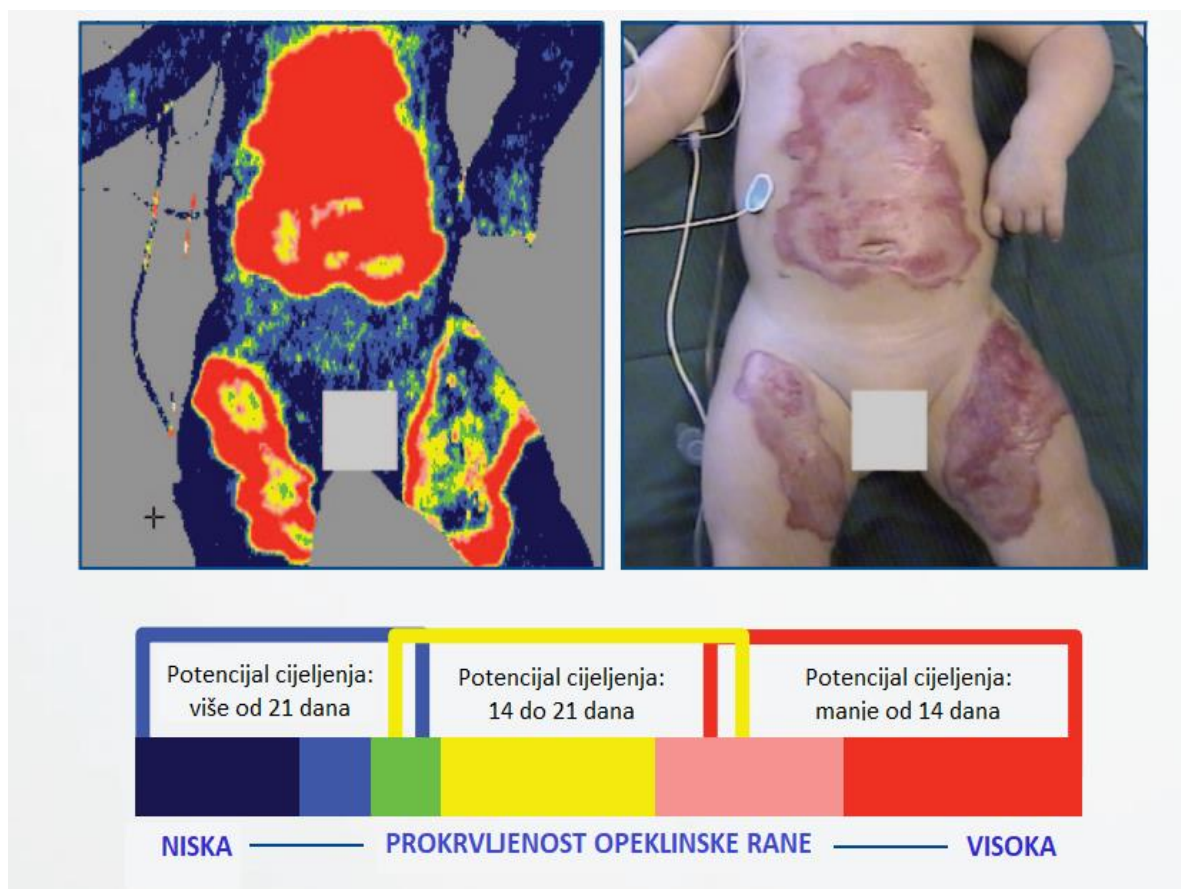 Potencijal cijeljenja:
više od 21 dana
Potencijal cijeljenja:
14 do 21 dana
Potencijal cijeljenja:
manje od 14 dana
NISKA
PROKRVLJENOST OPEKLINSKE RANE
VISOKA